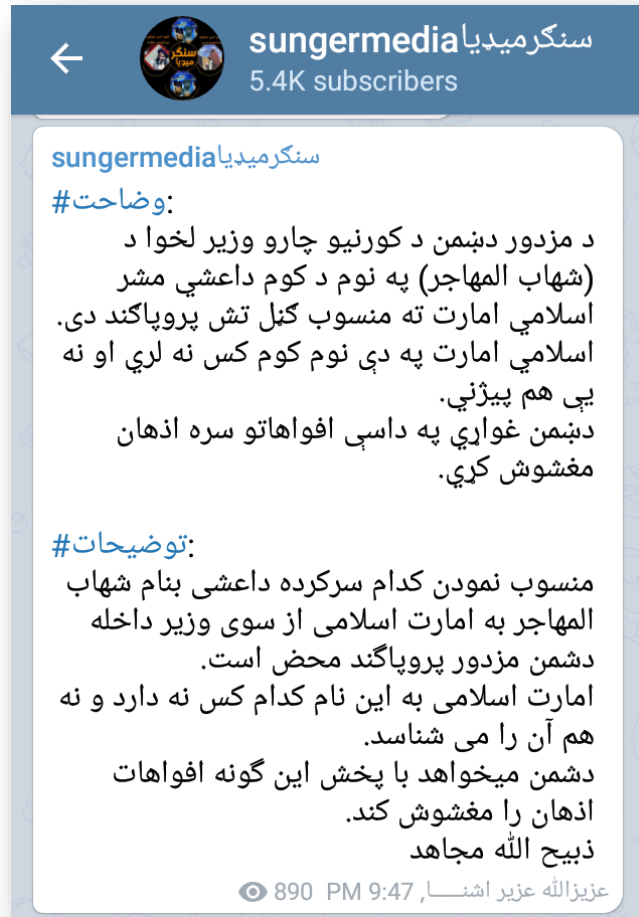 sungermediaسنګرمیډیا
5.4K subscribers
sungermediaسنګرمیډیا
#وضاحت:
د مزدور دښمن د کورنیو چارو وزیر لخوا د
(شهاب المهاجر) په نوم د کوم داعشي مشر
اسلامي امارت ته منسوب ګڼل تش پروپاګند دی.
اسلامي امارت په دې نوم کوم کس نه لري او نه
یې هم پیژني.
دښمن غواړي په داسې افواهاتو سره اذهان
مغشوش کړي.
#توضیحات:
منسوب نمودن کدام سرکرده داعشی بنام شهاب
المهاجر به امارت اسلامی از سوی وزیر داخله
دشمن مزدور پروپاگند محض است.
امارت اسلامی به این نام کدام کس نه دارد و نه
هم آن را می شناسد.
دشمن میخواهد با پخش این گونه افواهات
اذهان را مغشوش کند.
ذبیح الله مجاهد
890 عزیزالله عزیر اشنـــا, 9:47 PM